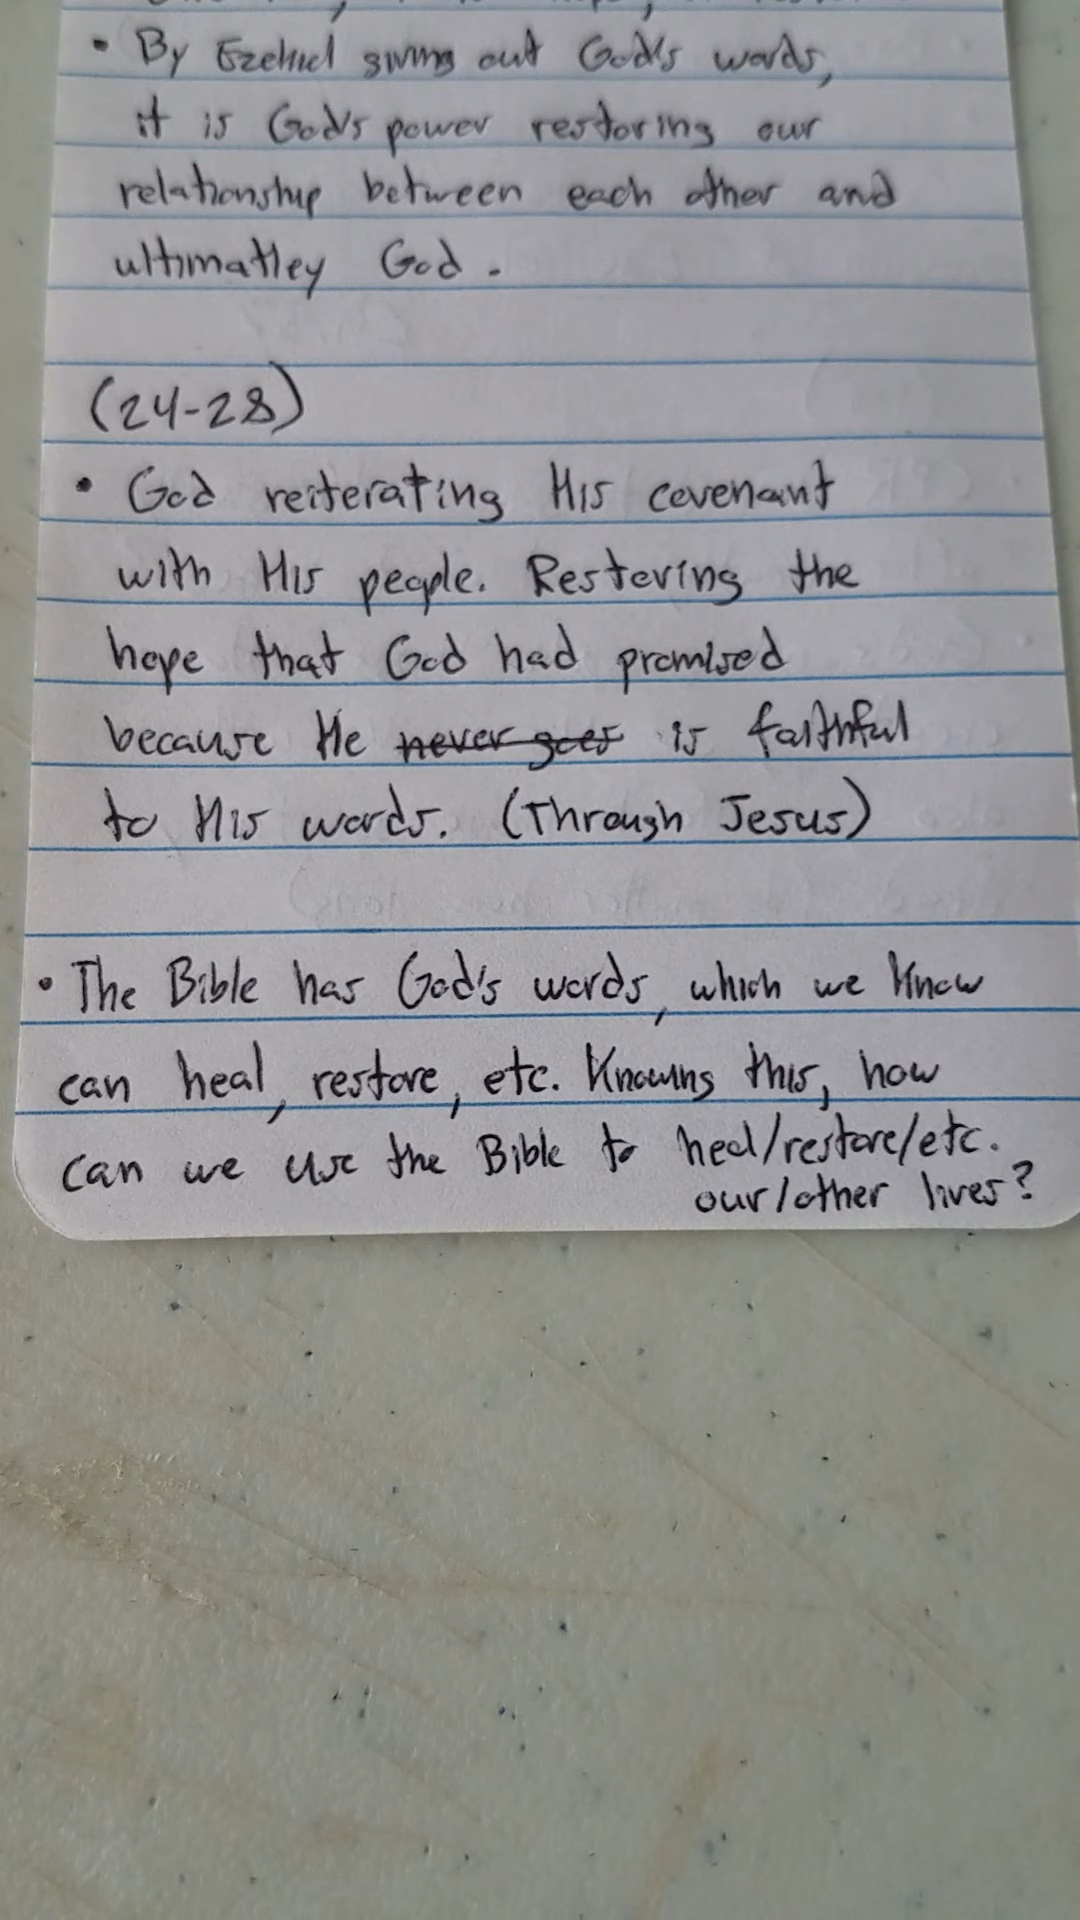 • By Ezekiel giving out God's words,
it is God's power restoring our
relationship between each other and
ultimatley God.
(24-28)
• God reiterating His covenant
with His people. Restoring the
hope that God had promised
because He never goes is faithful
to His words. (Through Jesus)
• The Bible has God's words, which we know
can heal, restore, etc. Knowing this, how
can we use the Bible to heal/restore/etc.
our/other lives?